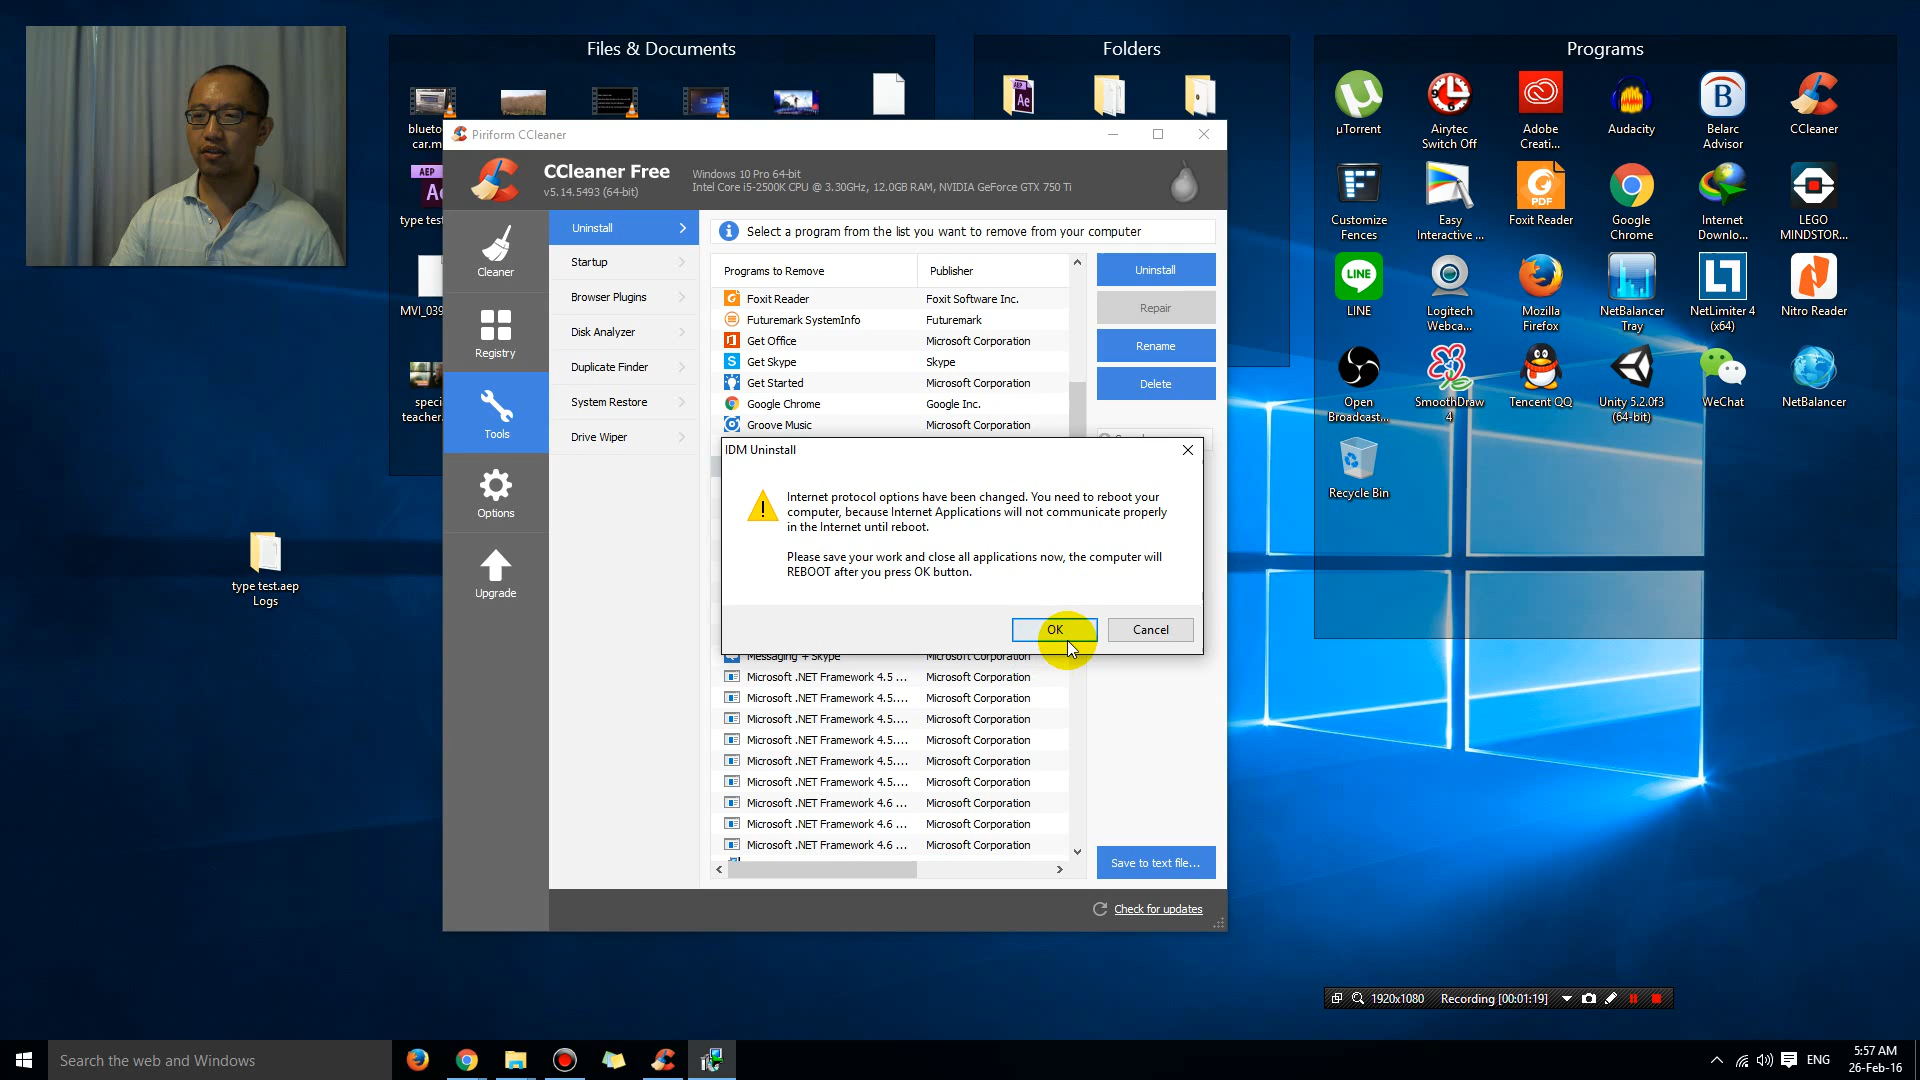 Files & Documents
Folders
Programs
blueto
car.m
AEP
type test
MVI_039
speci
teacher.
type test.aep
Logs
µTorrent
Airytec
Switch Off
Adobe
Creati...
Audacity
Belarc
Advisor
CCleaner
Customize
Fences
Easy
Interactive ...
Foxit Reader
Google
Chrome
Internet
Downlo...
LEGO
MINDSTOR...
LINE
Logitech
Webca...
Mozilla
Firefox
NetBalancer
Tray
NetLimiter 4
(x64)
Nitro Reader
Open
Broadcast...
SmoothDraw
4
Tencent QQ
Unity 5.2.0f3
(64-bit)
WeChat
NetBalancer
Recycle Bin
Piriform CCleaner
CCleaner Free
v5.14.5493 (64-bit)
Windows 10 Pro 64-bit
Intel Core i5-2500K CPU @ 3.30GHz, 12.0GB RAM, NVIDIA GeForce GTX 750 Ti
Cleaner
Registry
Tools
Options
Upgrade
Uninstall
Startup
Browser Plugins
Disk Analyzer
Duplicate Finder
System Restore
Drive Wiper
Select a program from the list you want to remove from your computer
Programs to Remove Publisher
Foxit Reader Foxit Software Inc.
Futuremark SystemInfo Futuremark
Get Office Microsoft Corporation
Get Skype Skype
Get Started Microsoft Corporation
Google Chrome Google Inc.
Groove Music Microsoft Corporation
Uninstall
Repair
Rename
Delete
IDM Uninstall
Internet protocol options have been changed. You need to reboot your
computer, because Internet Applications will not communicate properly
in the Internet until reboot.
Please save your work and close all applications now, the computer will
REBOOT after you press OK button.
OK
Cancel
Messaging + Skype Microsoft Corporation
Microsoft .NET Framework 4.5 ... Microsoft Corporation
Microsoft .NET Framework 4.5.... Microsoft Corporation
Microsoft .NET Framework 4.5.... Microsoft Corporation
Microsoft .NET Framework 4.5.... Microsoft Corporation
Microsoft .NET Framework 4.5.... Microsoft Corporation
Microsoft .NET Framework 4.5.... Microsoft Corporation
Microsoft .NET Framework 4.6 ... Microsoft Corporation
Microsoft .NET Framework 4.6 ... Microsoft Corporation
Microsoft .NET Framework 4.6 ... Microsoft Corporation
Save to text file...
Check for updates
1920x1080 Recording [00:01:19]
Search the web and Windows
ENG
5:57 AM
26-Feb-16